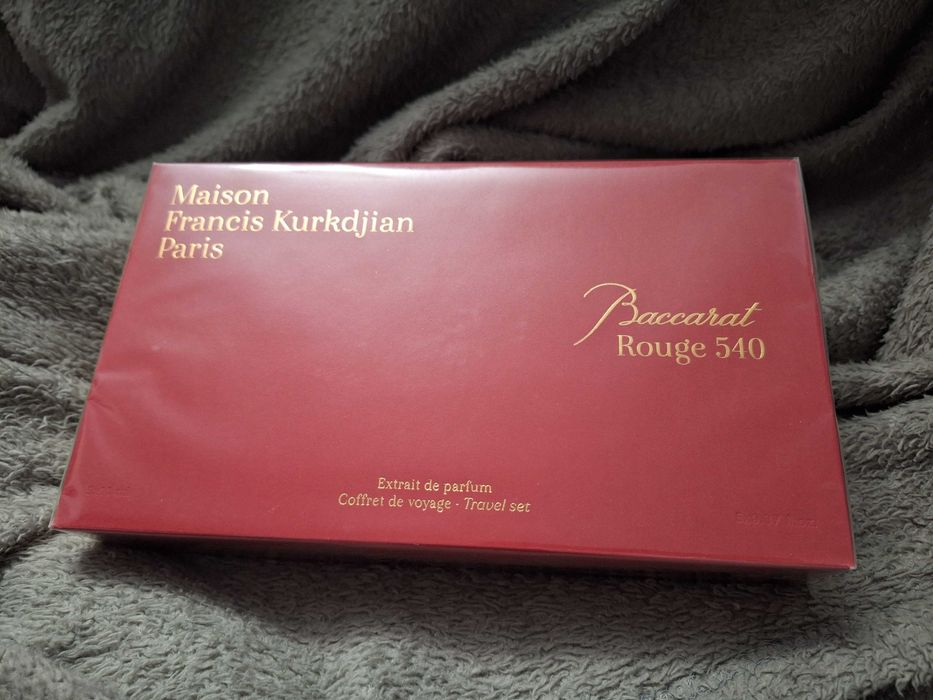 Maison
Francis Kurkdjian
Paris
Baccarat
Rouge 540
Extrait de parfum
Coffret de voyage - Travel set